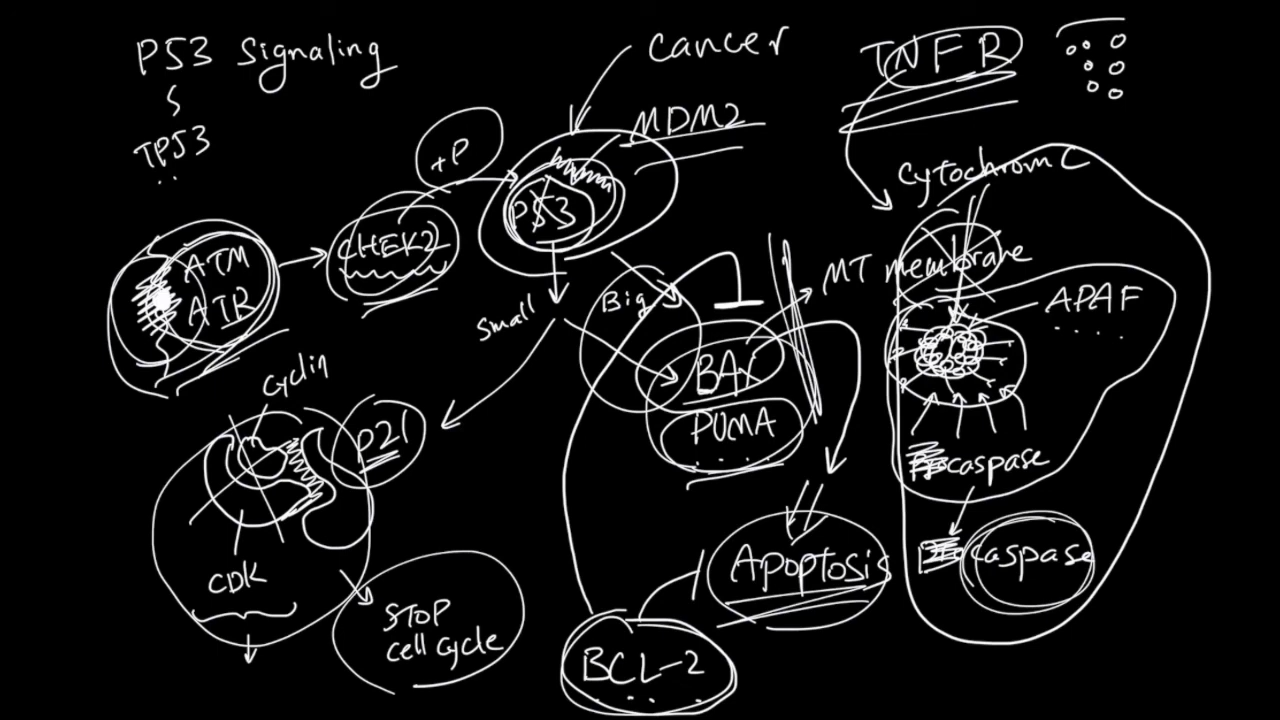 P53 Signaling
TP53
cancer
MDM2
TNFR
+P
P53
CHEK2
ATM
ATR
Cytochrom C
MT membrane
APAF
Small
Big
BAX
PUMA
Cyclin
P21
CDK
STOP
cell cycle
caspase
caspase
Apoptosis
BCL-2